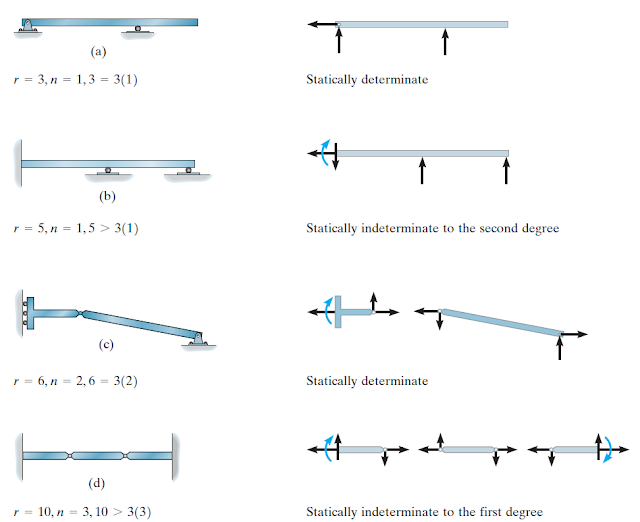 (a)
r = 3, n = 1, 3 = 3(1)
Statically determinate
(b)
r = 5, n = 1, 5 > 3(1)
Statically indeterminate to the second degree
(c)
r = 6, n = 2, 6 = 3(2)
Statically determinate
(d)
r = 10, n = 3, 10 > 3(3)
Statically indeterminate to the first degree